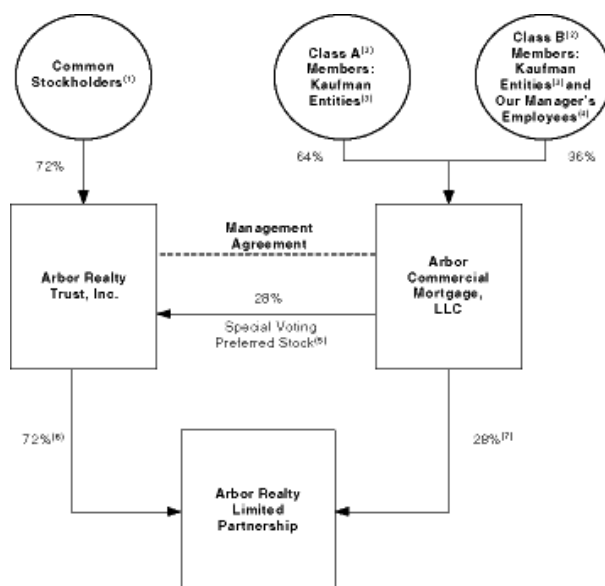 Common
Stockholders(1)
Class A(2)
Members:
Kaufman
Entities(3)
Class B(2)
Members:
Kaufman
Entities(3) and
Our Manager's
Employees(4)
72%
64%
36%
Management
Agreement
Arbor Realty
Trust, Inc.
Arbor
Commercial
Mortgage,
LLC
28%
Special Voting
Preferred Stock(5)
72%(6)
28%(7)
Arbor Realty
Limited
Partnership